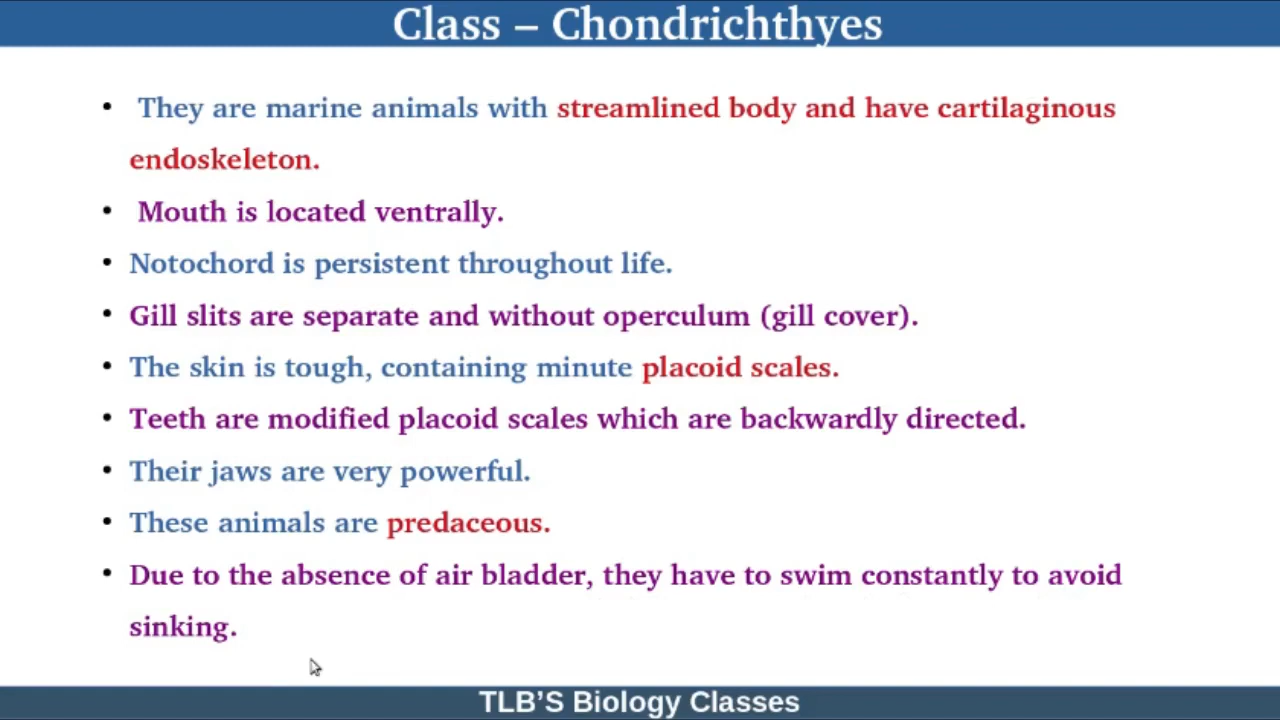 Class – Chondrichthyes
• They are marine animals with streamlined body and have cartilaginous
endoskeleton.
• Mouth is located ventrally.
• Notochord is persistent throughout life.
• Gill slits are separate and without operculum (gill cover).
• The skin is tough, containing minute placoid scales.
• Teeth are modified placoid scales which are backwardly directed.
• Their jaws are very powerful.
• These animals are predaceous.
• Due to the absence of air bladder, they have to swim constantly to avoid
sinking.
TLB’S Biology Classes